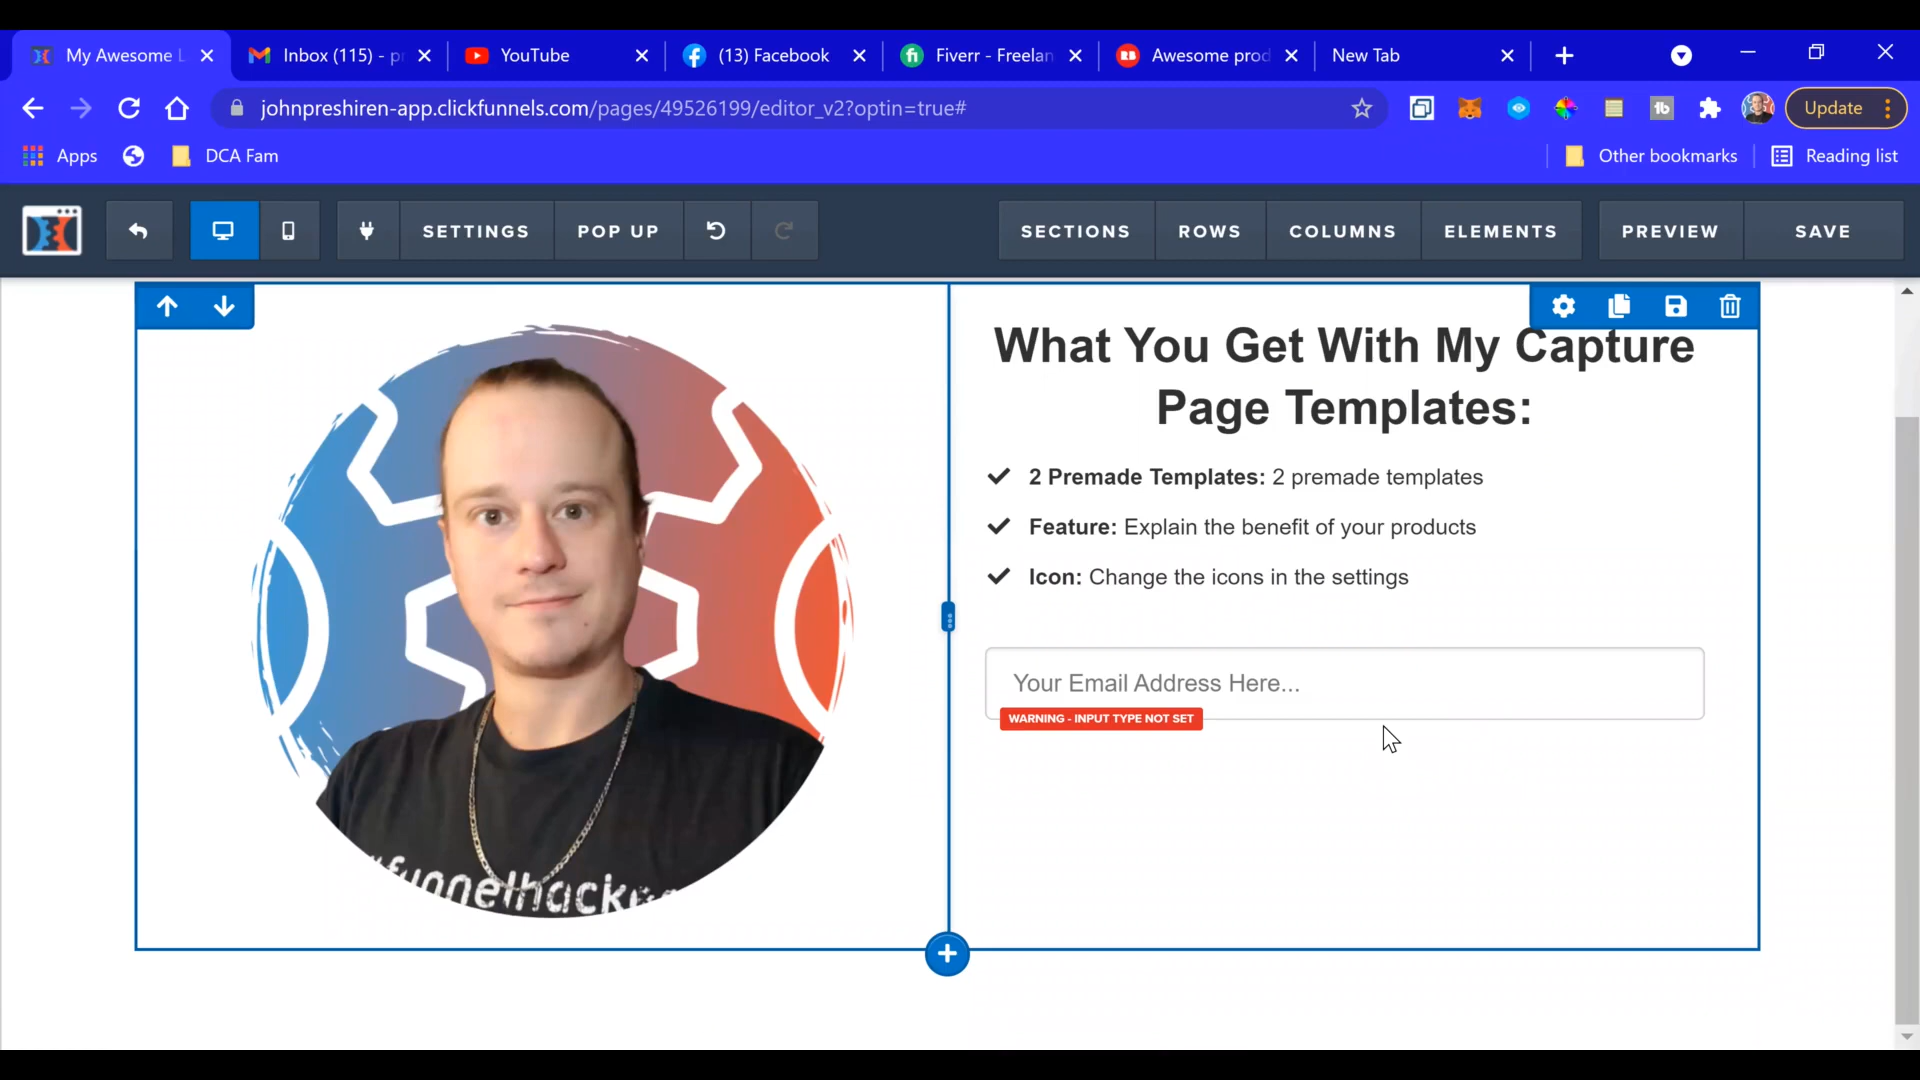 My Awesome L
Inbox (115) - pr
YouTube
(13) Facebook
Fiverr - Freelan
Awesome prod
New Tab
johnpreshiren-app.clickfunnels.com/pages/49526199/editor_v2?optin=true#
Update
Apps
DCA Fam
Other bookmarks
Reading list
SETTINGS
POP UP
SECTIONS
ROWS
COLUMNS
ELEMENTS
PREVIEW
SAVE
What You Get With My Capture
Page Templates:
2 Premade Templates: 2 premade templates
Feature: Explain the benefit of your products
Icon: Change the icons in the settings
Your Email Address Here...
WARNING - INPUT TYPE NOT SET